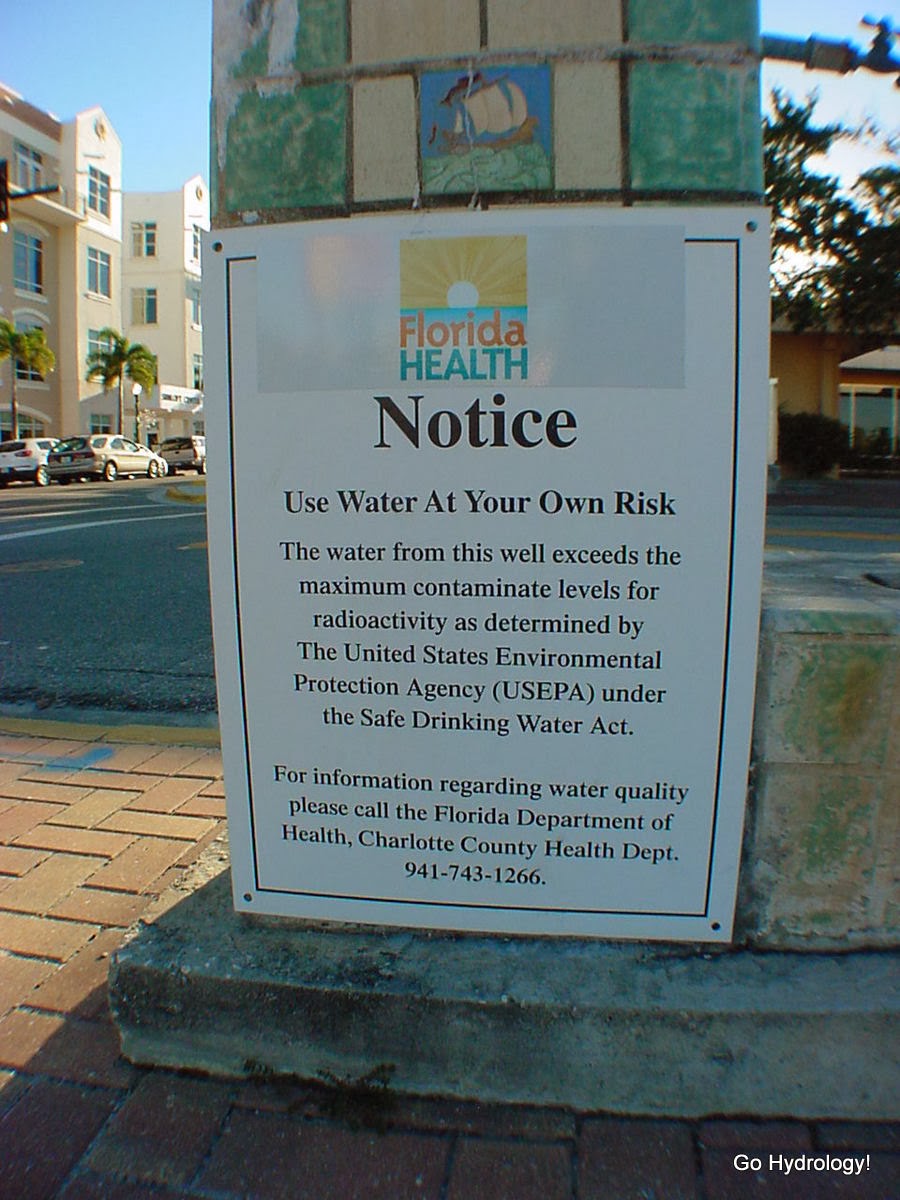 Florida
HEALTH
Notice
Use Water At Your Own Risk
The water from this well exceeds the
maximum contaminate levels for
radioactivity as determined by
The United States Environmental
Protection Agency (USEPA) under
the Safe Drinking Water Act.
For information regarding water quality
please call the Florida Department of
Health, Charlotte County Health Dept.
941-743-1266.
Go Hydrology!